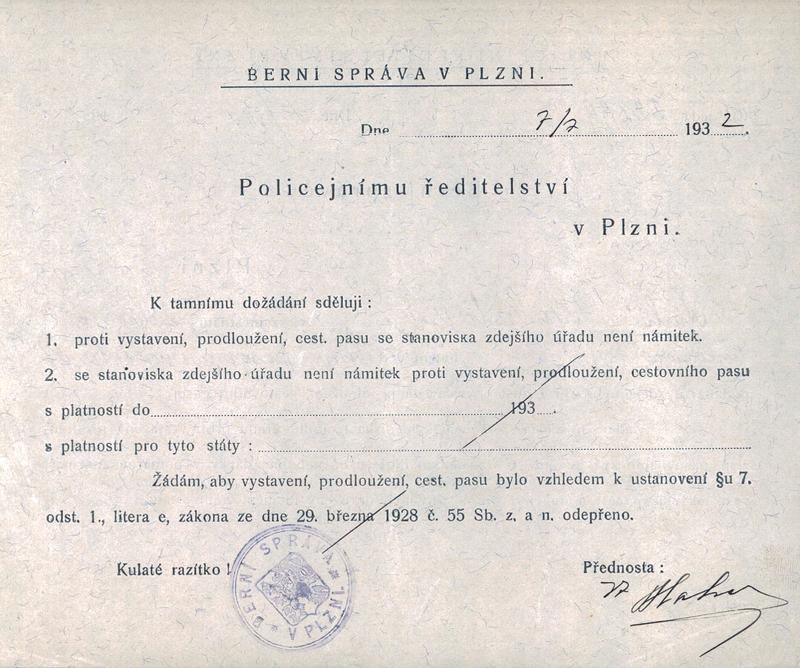 BERNÍ SPRÁVA V PLZNI.
Dne 7/7 1932.
Policejnímu ředitelství
v Plzni.
K tamnímu dožádání sděluji :
1. proti vystavení, prodloužení, cest. pasu se stanoviska zdejšího úřadu není námitek.
2. se stanoviska zdejšího úřadu není námitek proti vystavení, prodloužení, cestovního pasu
s platností do 193 .
s platností pro tyto státy :
Žádám, aby vystavení, prodloužení, cest. pasu bylo vzhledem k ustanovení §u 7.
odst. 1., litera e, zákona ze dne 29. března 1928 č. 55 Sb. z. a n. odepřeno.
Kulaté razítko ! Přednosta :
BERNÍ SPRÁVA V PLZNI.